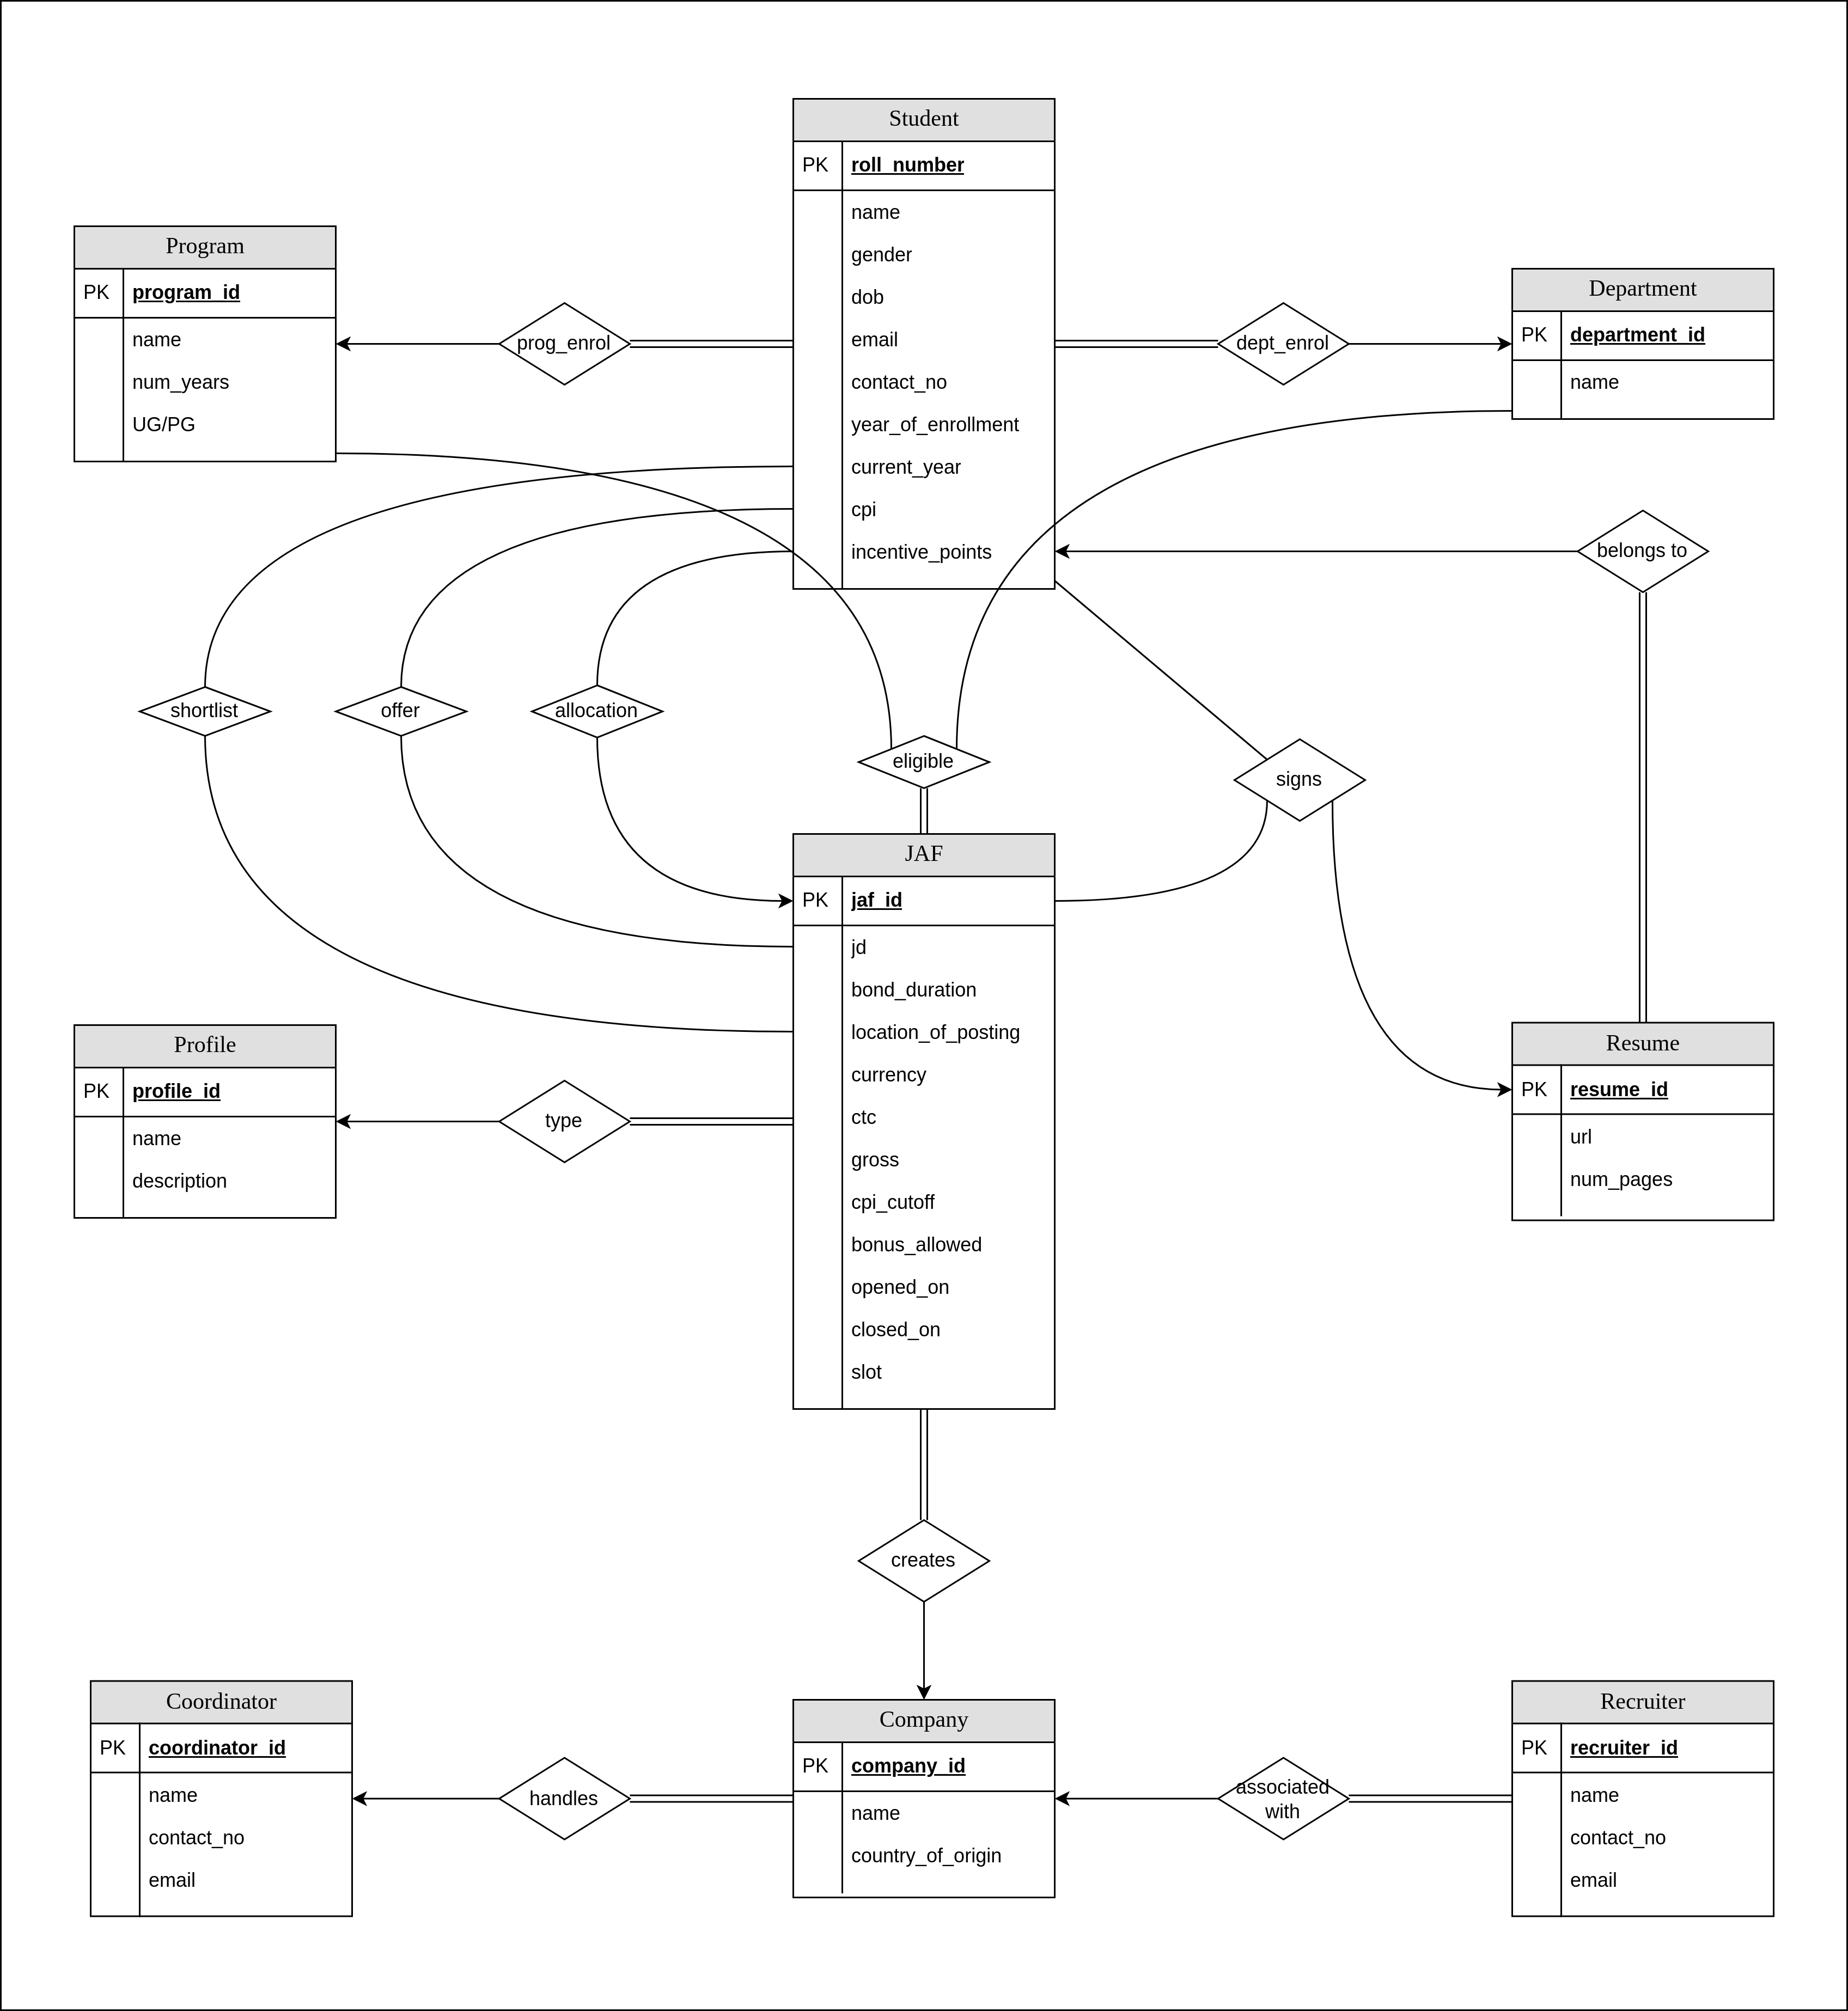 Student
PK roll_number
name
gender
dob
email
contact_no
year_of_enrollment
current_year
cpi
incentive_points
Program
PK program_id
name
num_years
UG/PG
prog_enrol
dept_enrol
Department
PK department_id
name
belongs to
shortlist
offer
allocation
eligible
signs
JAF
PK jaf_id
jd
bond_duration
location_of_posting
currency
ctc
gross
cpi_cutoff
bonus_allowed
opened_on
closed_on
slot
Profile
PK profile_id
name
description
type
Resume
PK resume_id
url
num_pages
creates
Coordinator
PK coordinator_id
name
contact_no
email
handles
Company
PK company_id
name
country_of_origin
associated
with
Recruiter
PK recruiter_id
name
contact_no
email